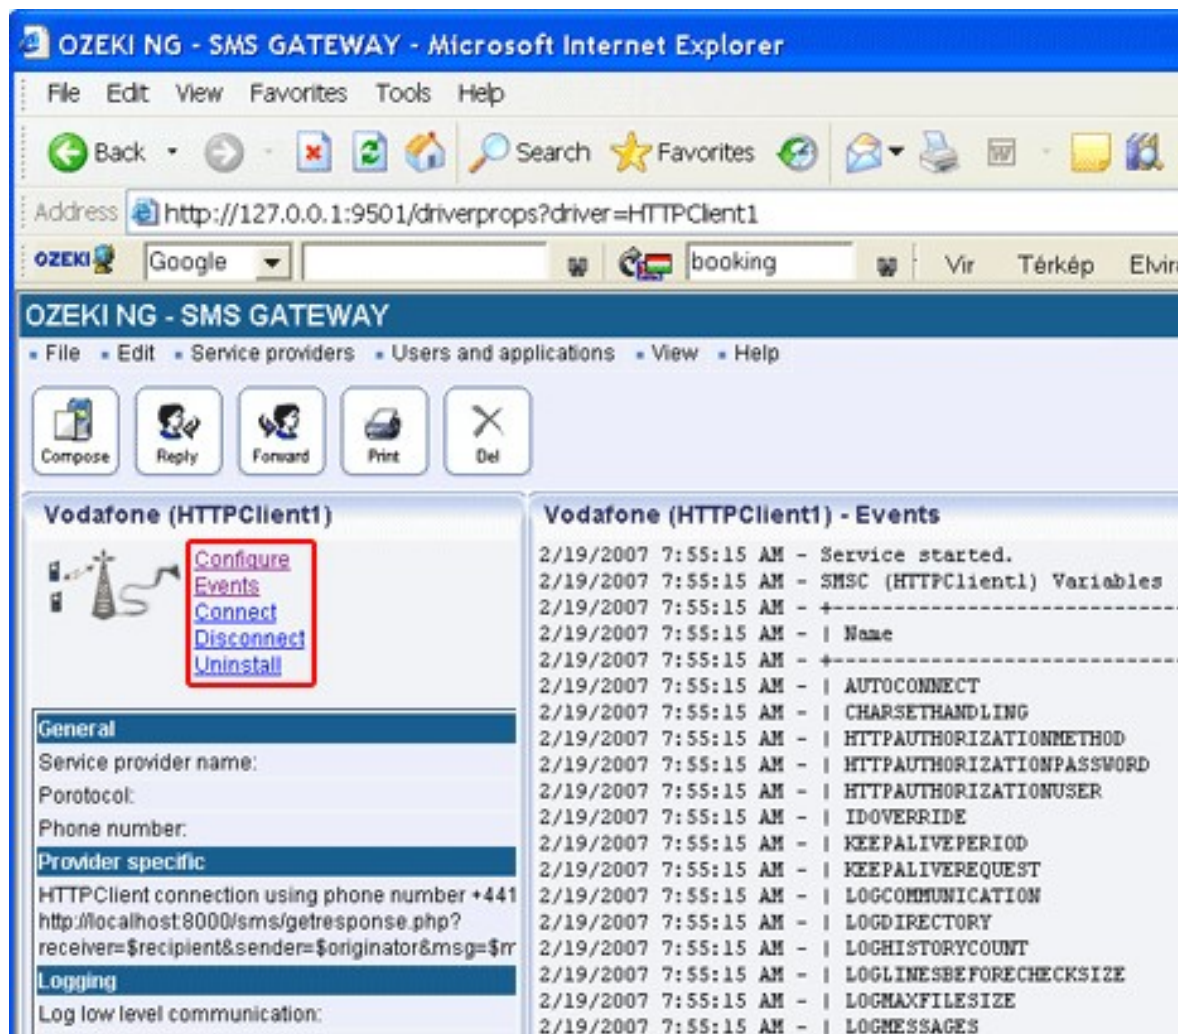 OZEKI NG - SMS GATEWAY - Microsoft Internet Explorer
File Edit View Favorites Tools Help
Back Search Favorites
Address http://127.0.0.1:9501/driverprops?driver=HTTPClient1
OZEKI Google booking Vir Térkép Elvira
OZEKI NG - SMS GATEWAY
File Edit Service providers Users and applications View Help
Compose Reply Forward Print Del
Vodafone (HTTPClient1)
Configure
Events
Connect
Disconnect
Uninstall
General
Service provider name:
Porotocol:
Phone number:
Provider specific
HTTPClient connection using phone number +441
http://localhost:8000/sms/getresponse.php?
receiver=$recipient&sender=$originator&msg=$m
Logging
Log low level communication:
Vodafone (HTTPClient1) - Events
2/19/2007 7:55:15 AM - Service started.
2/19/2007 7:55:15 AM - SMSC (HTTPClient1) Variables
2/19/2007 7:55:15 AM - +-----------------------------
2/19/2007 7:55:15 AM - | Name
2/19/2007 7:55:15 AM - +-----------------------------
2/19/2007 7:55:15 AM - | AUTOCONNECT
2/19/2007 7:55:15 AM - | CHARSETHANDLING
2/19/2007 7:55:15 AM - | HTTPAUTHORIZATIONMETHOD
2/19/2007 7:55:15 AM - | HTTPAUTHORIZATIONPASSWORD
2/19/2007 7:55:15 AM - | HTTPAUTHORIZATIONUSER
2/19/2007 7:55:15 AM - | IDOVERRIDE
2/19/2007 7:55:15 AM - | KEEPALIVEPERIOD
2/19/2007 7:55:15 AM - | KEEPALIVEREQUEST
2/19/2007 7:55:15 AM - | LOGCOMMUNICATION
2/19/2007 7:55:15 AM - | LOGDIRECTORY
2/19/2007 7:55:15 AM - | LOGHISTORYCOUNT
2/19/2007 7:55:15 AM - | LOGLINESBEFORECHECKSIZE
2/19/2007 7:55:15 AM - | LOGMAXFILESIZE
2/19/2007 7:55:15 AM - | LOGMESSAGES